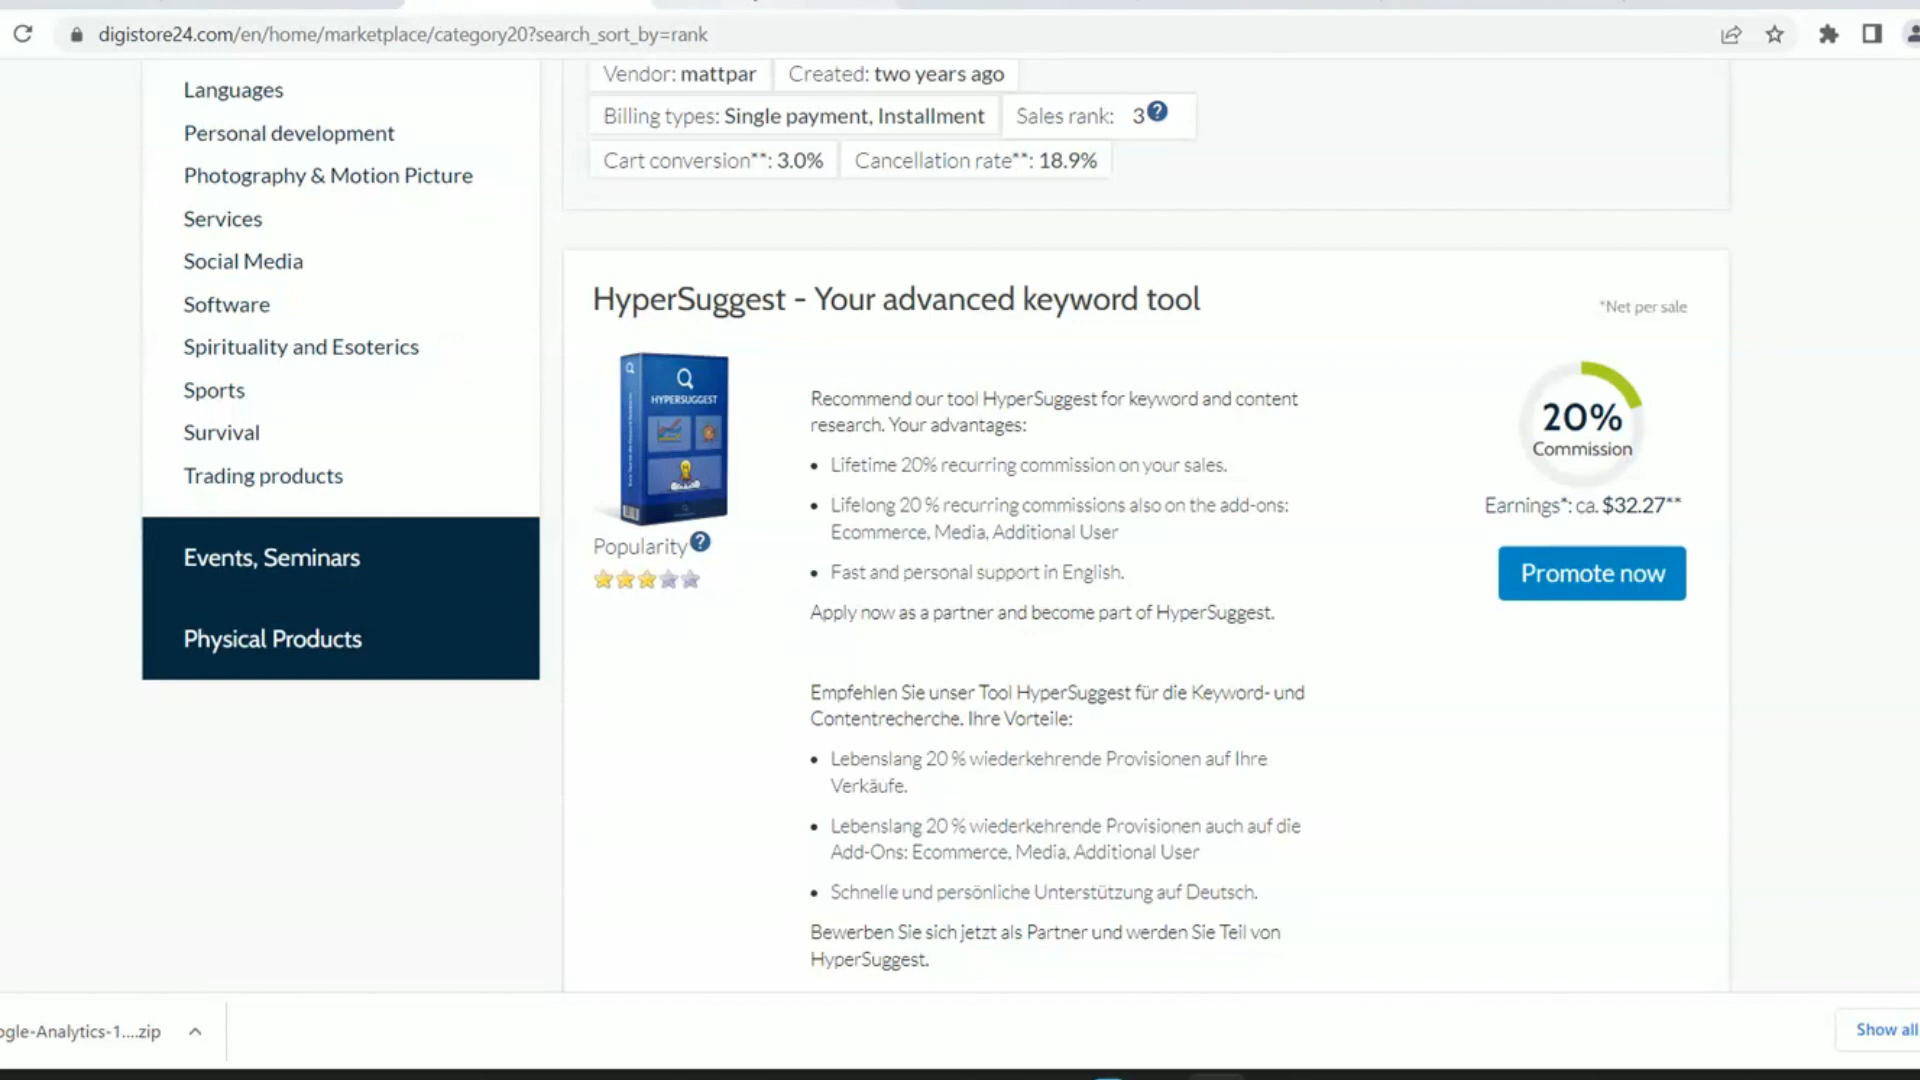 digistore24.com/en/home/marketplace/category20?search_sort_by=rank
Languages
Personal development
Photography & Motion Picture
Services
Social Media
Software
Spirituality and Esoterics
Sports
Survival
Trading products
Events, Seminars
Physical Products
Vendor: mattpar
Created: two years ago
Billing types: Single payment, Installment
Sales rank: 3
Cart conversion**: 3.0%
Cancellation rate**: 18.9%
HyperSuggest - Your advanced keyword tool
*Net per sale
HYPERSUGGEST
Popularity
Recommend our tool HyperSuggest for keyword and content
research. Your advantages:
Lifetime 20% recurring commission on your sales.
Lifelong 20 % recurring commissions also on the add-ons:
Ecommerce, Media, Additional User
Fast and personal support in English.
Apply now as a partner and become part of HyperSuggest.
Empfehlen Sie unser Tool HyperSuggest für die Keyword- und
Contentrecherche. Ihre Vorteile:
Lebenslang 20 % wiederkehrende Provisionen auf Ihre
Verkäufe.
Lebenslang 20 % wiederkehrende Provisionen auch auf die
Add-Ons: Ecommerce, Media, Additional User
Schnelle und persönliche Unterstützung auf Deutsch.
Bewerben Sie sich jetzt als Partner und werden Sie Teil von
HyperSuggest.
20%
Commission
Earnings*: ca. $32.27**
Promote now
ogle-Analytics-1....zip
Show all